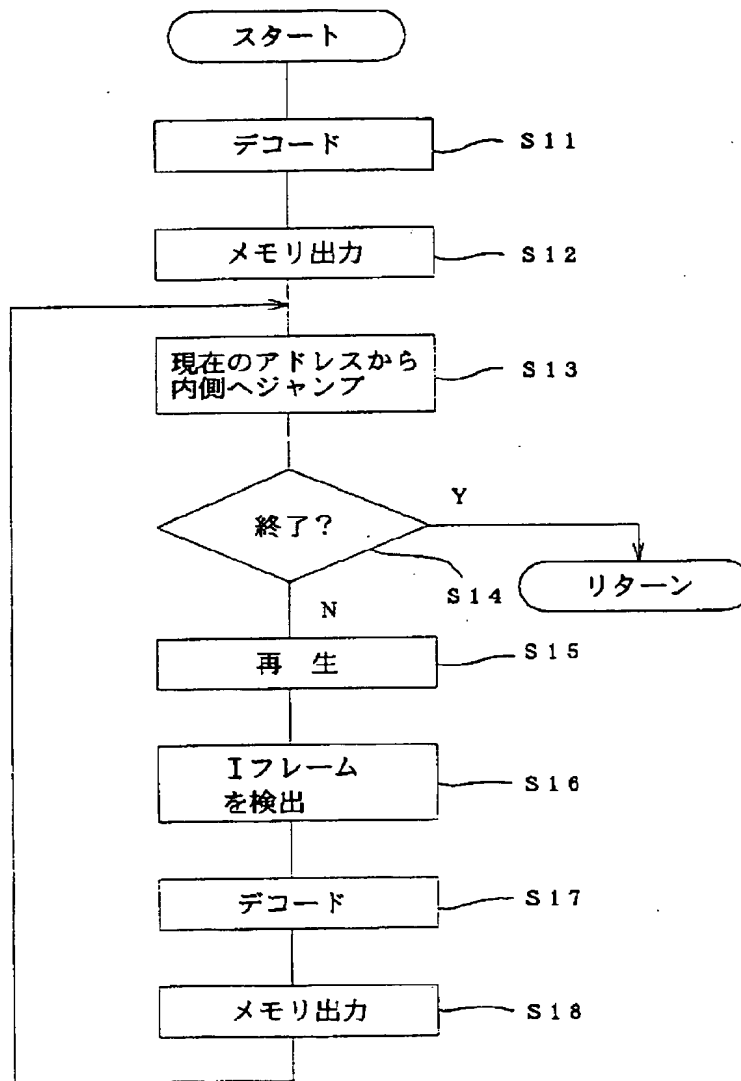 スタート
デコード
S11
メモリ出力
S12
現在のアドレスから
内側へジャンプ
S13
終了?
Y
S14
リターン
N
再 生
S15
Iフレーム
を検出
S16
デコード
S17
メモリ出力
S18